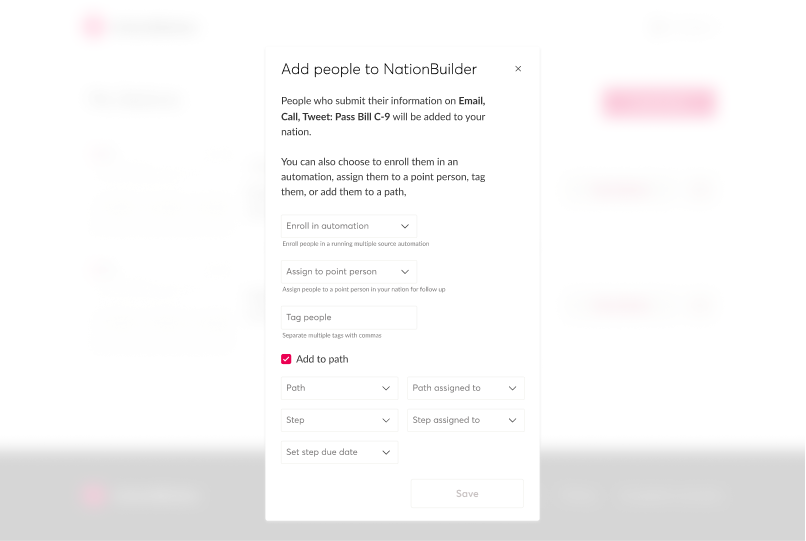 Add people to NationBuilder
People who submit their information on Email,
Call, Tweet: Pass Bill C-9 will be added to your
nation.
You can also choose to enroll them in an
automation, assign them to a point person, tag
them, or add them to a path,
Enroll in automation
Enroll people in a running multiple source automation
Assign to point person
Assign people to a point person in your nation for follow up
Tag people
Separate multiple tags with commas
Add to path
Path
Path assigned to
Step
Step assigned to
Set step due date
Save